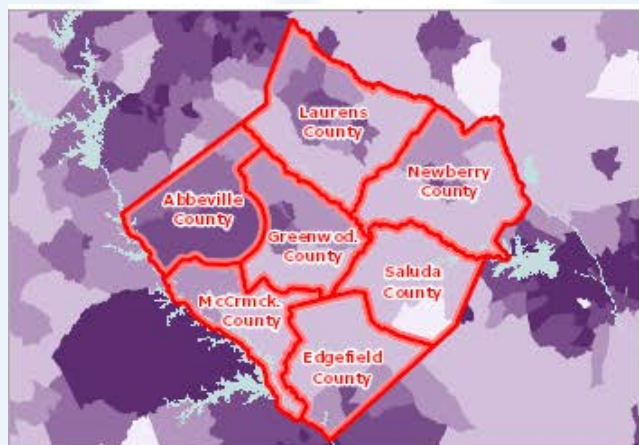 Laurens
County
Newberry
County
Abbeville
County
Greenwod.
County
Saluda
County
McCrmck.
County
Edgefield
County